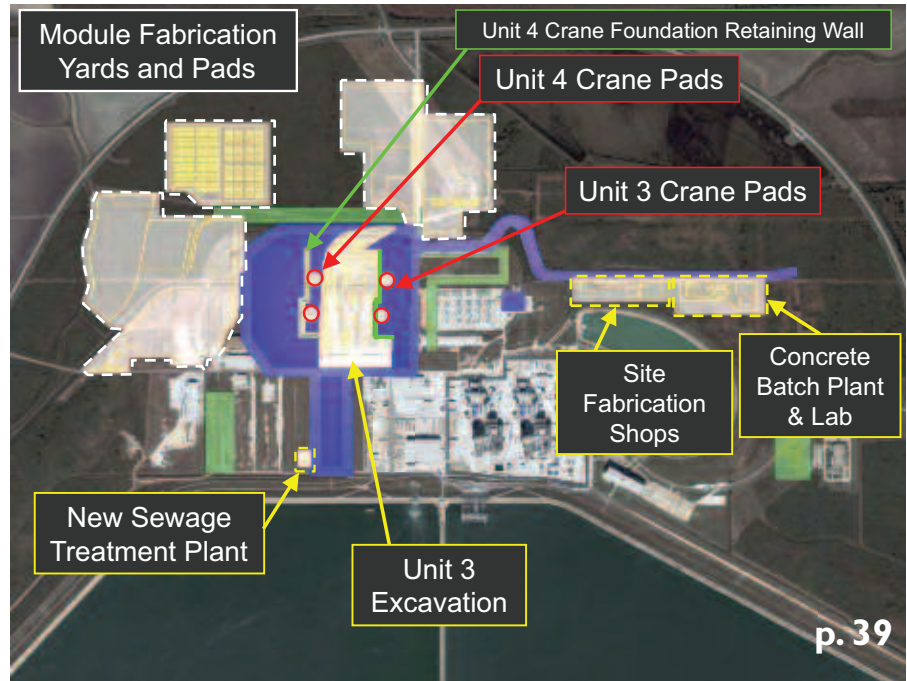 Module Fabrication
Yards and Pads
Unit 4 Crane Foundation Retaining Wall
Unit 4 Crane Pads
Unit 3 Crane Pads
Site
Fabrication
Shops
Concrete
Batch Plant
& Lab
New Sewage
Treatment Plant
Unit 3
Excavation
p. 39